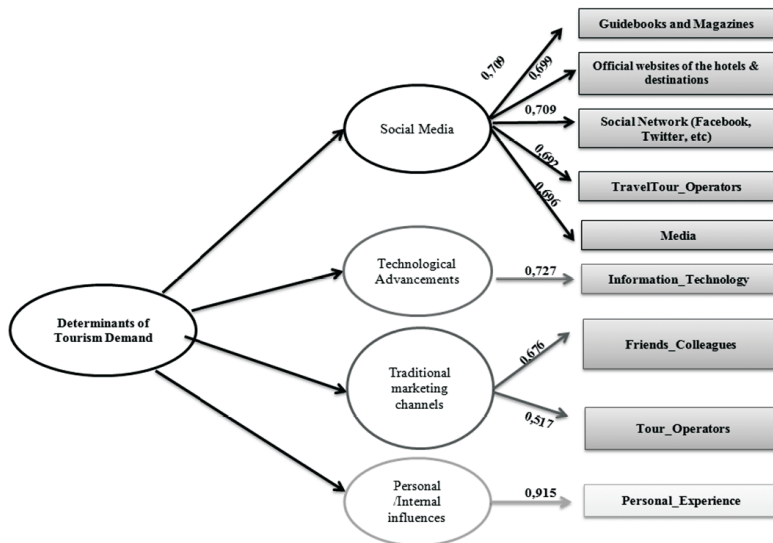 Guidebooks and Magazines
0,709
0,699
Official websites of the hotels &
destinations
Social Media
0,709
Social Network (Facebook,
Twitter, etc)
0,692
TravelTour_Operators
0,696
Media
Technological
Advancements
0,727
Information_Technology
Determinants of
Tourism Demand
Traditional
marketing
channels
0,676
Friends_Colleagues
0,517
Tour_Operators
Personal
/Internal
influences
0,915
Personal_Experience